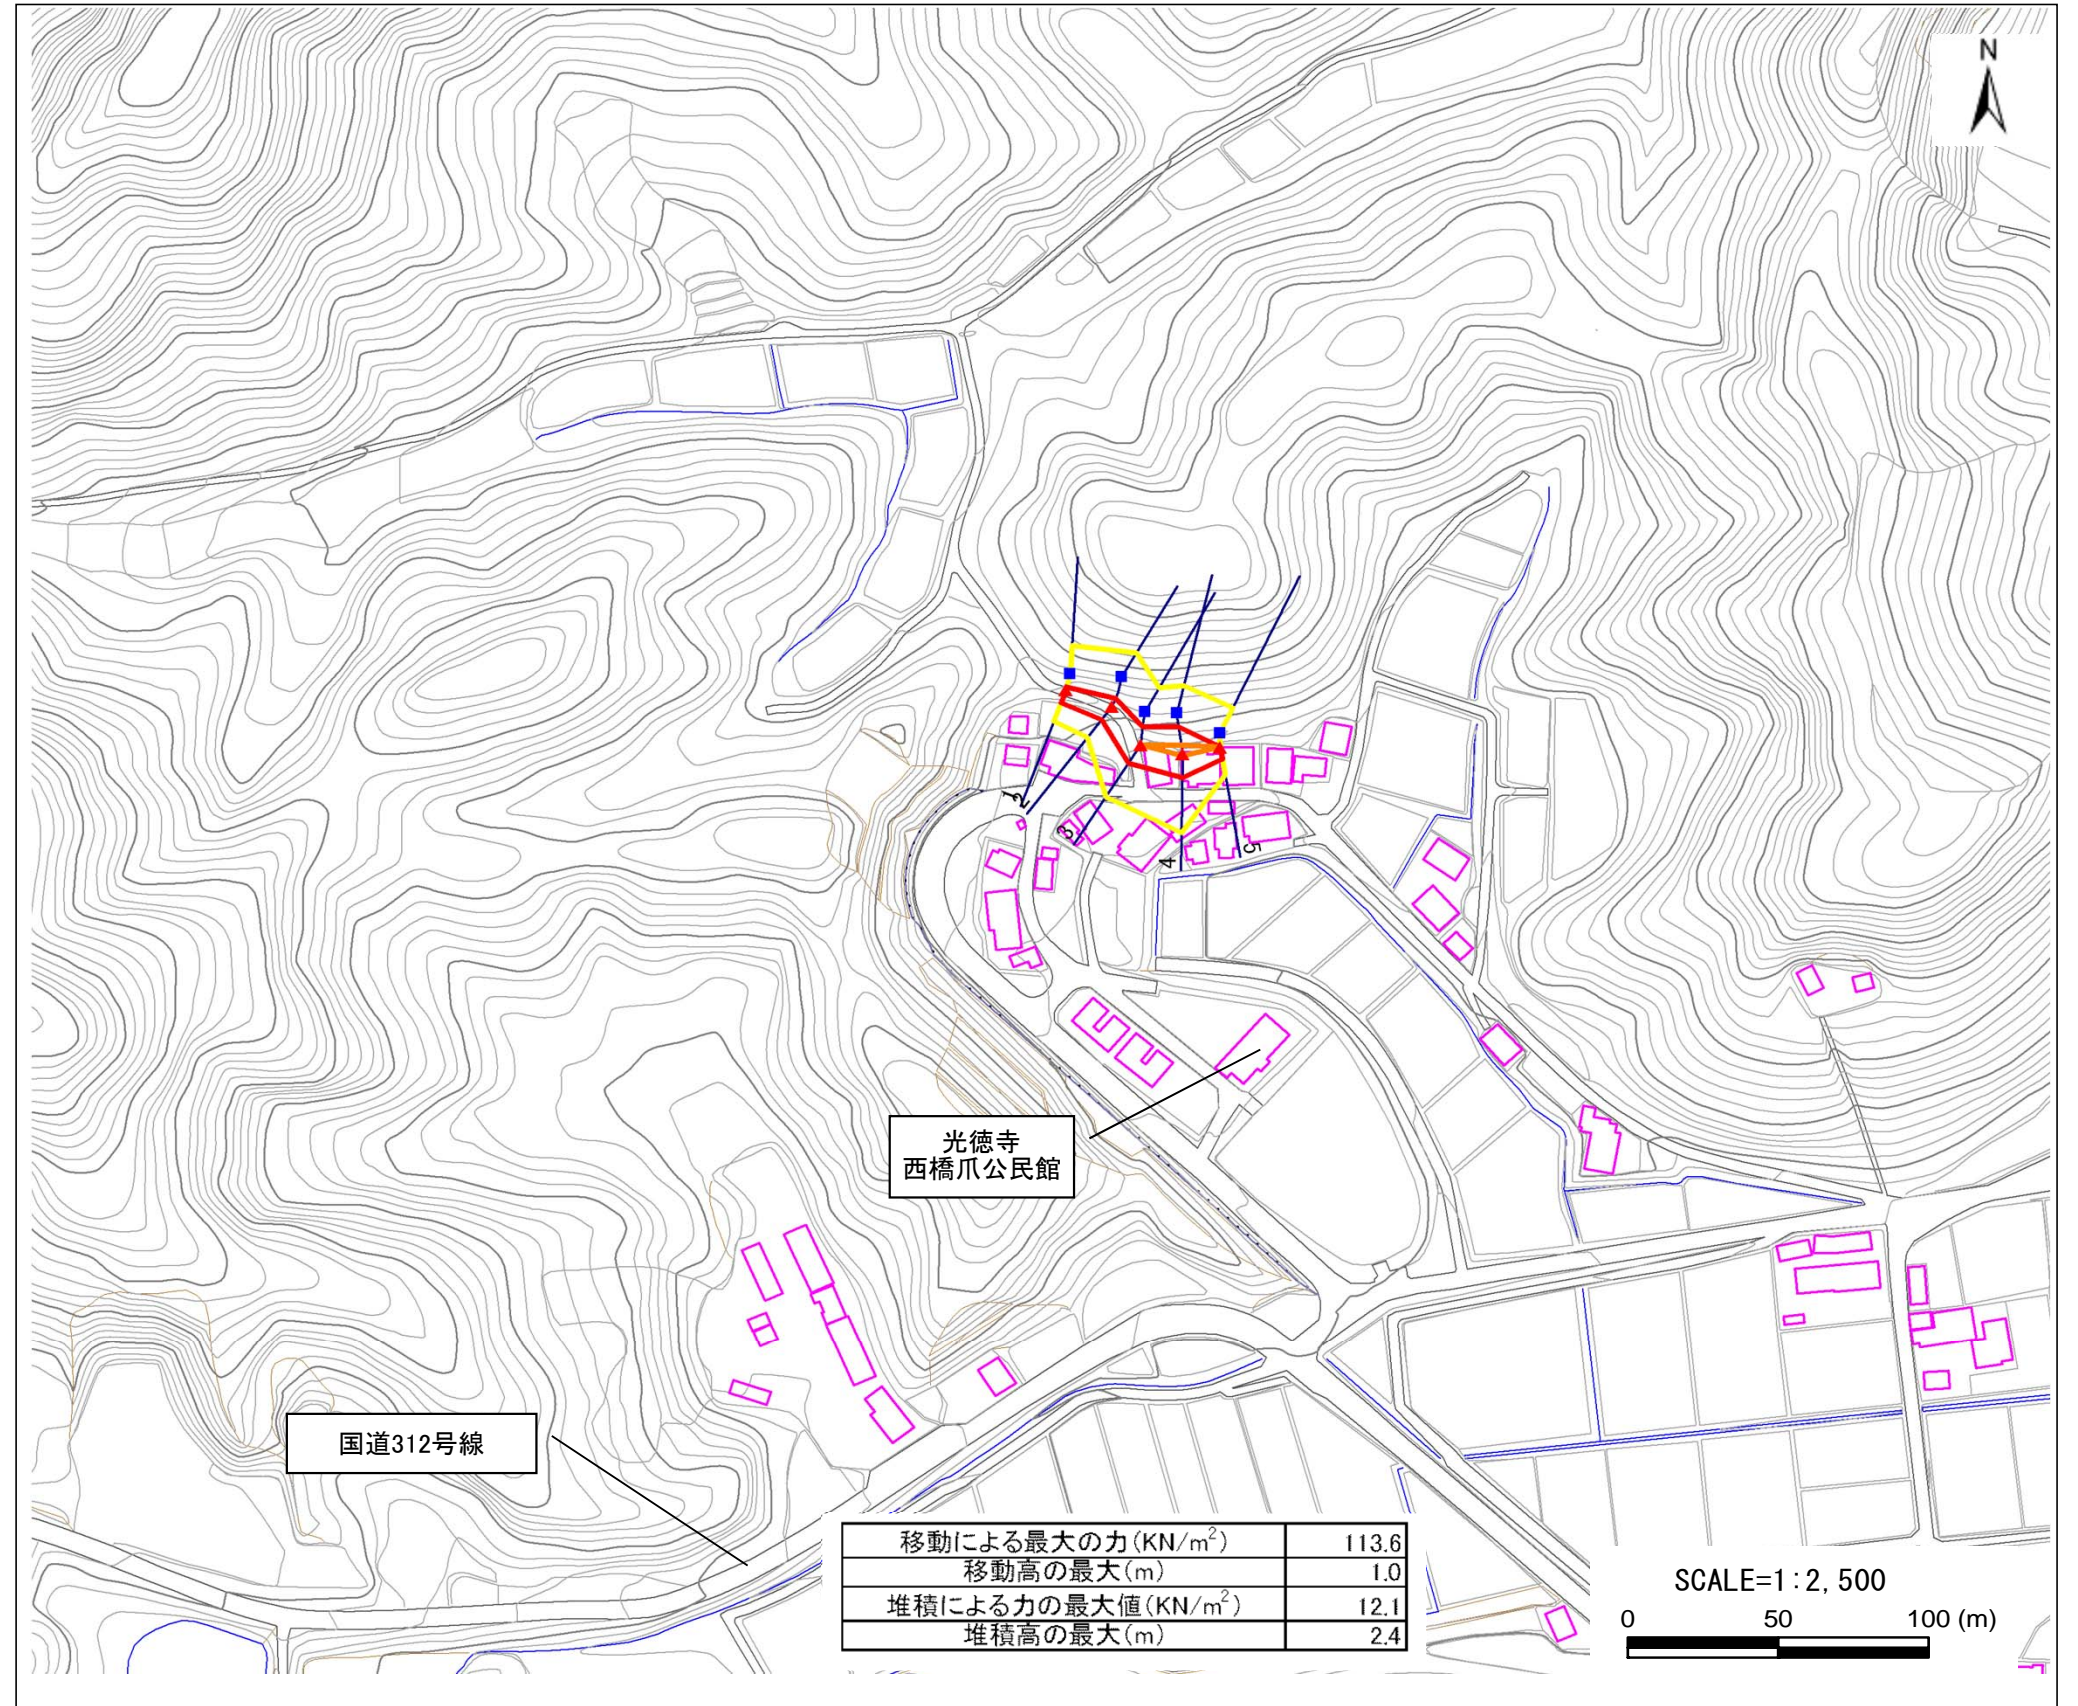 N
1
2
3
4
5
光徳寺
西橋爪公民館
国道312号線
移動による最大の力(KN/m²) 113.6
移動高の最大(m) 1.0
堆積による力の最大値(KN/m²) 12.1
堆積高の最大(m) 2.4
SCALE=1:2,500
0 50 100 (m)